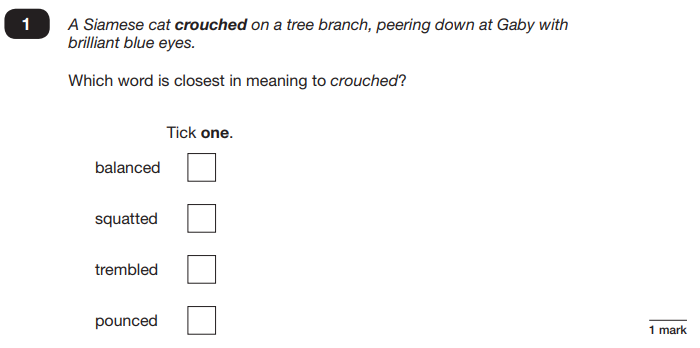 1
A Siamese cat crouched on a tree branch, peering down at Gaby with
brilliant blue eyes.
Which word is closest in meaning to crouched?
Tick one.
balanced
squatted
trembled
pounced
1 mark